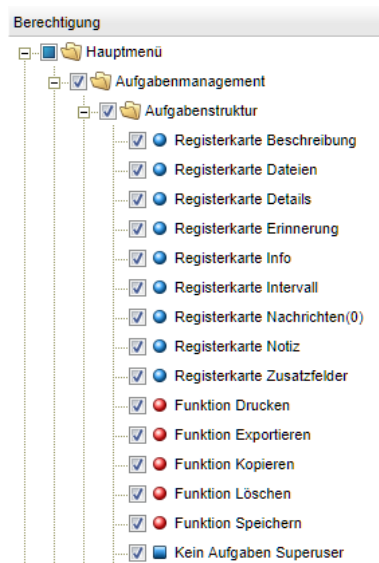 Berechtigung
Hauptmenü
Aufgabenmanagement
Aufgabenstruktur
Registerkarte Beschreibung
Registerkarte Dateien
Registerkarte Details
Registerkarte Erinnerung
Registerkarte Info
Registerkarte Intervall
Registerkarte Nachrichten(0)
Registerkarte Notiz
Registerkarte Zusatzfelder
Funktion Drucken
Funktion Exportieren
Funktion Kopieren
Funktion Löschen
Funktion Speichern
Kein Aufgaben Superuser